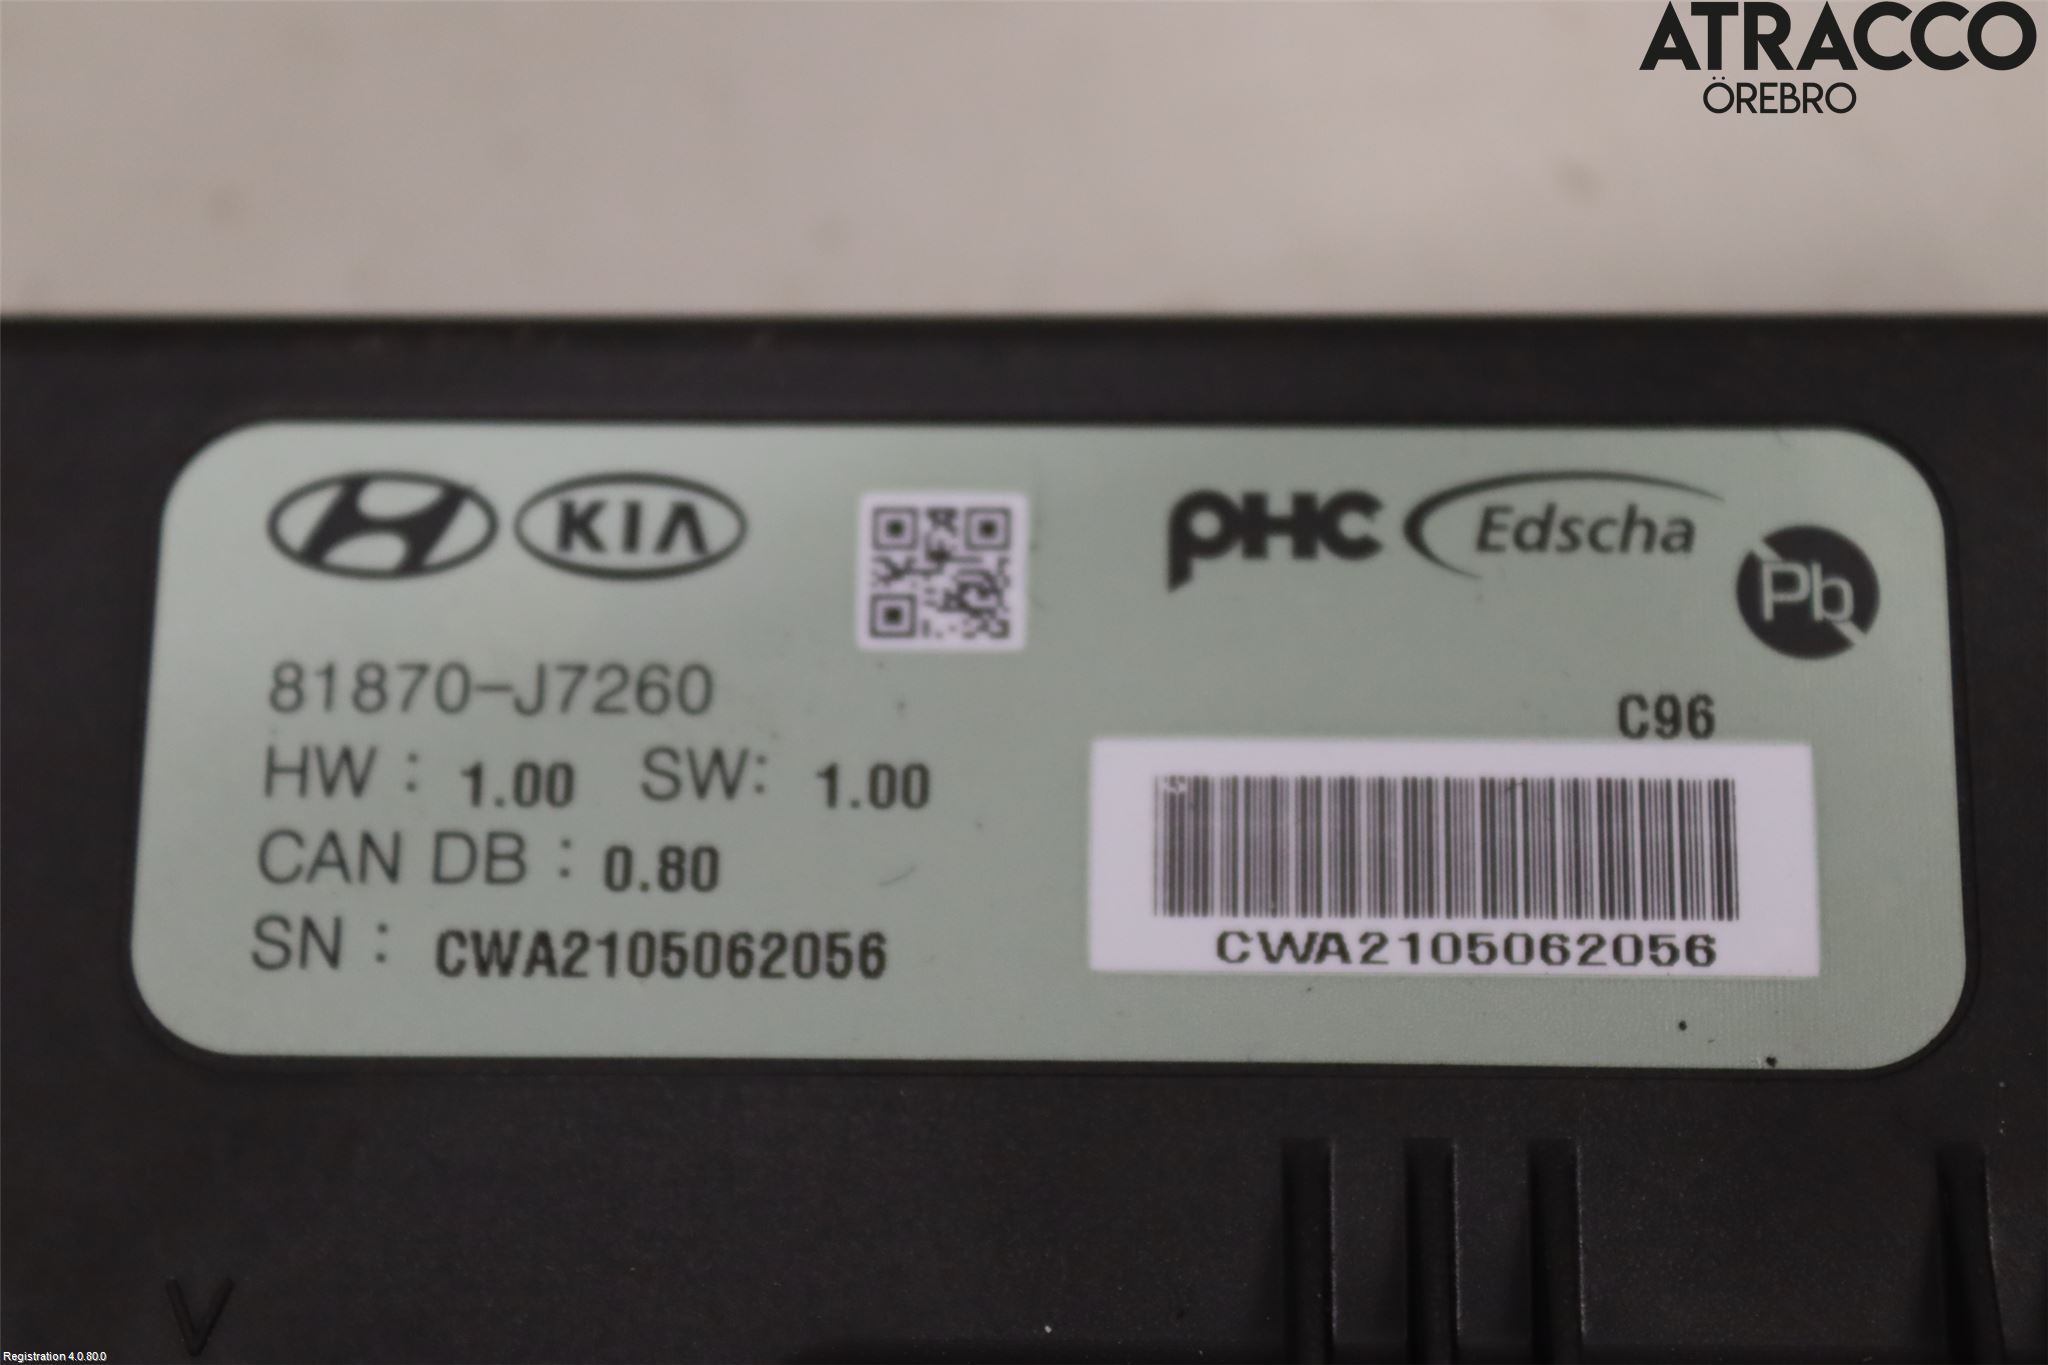 ATRACCO
ÖREBRO
KIA
PHC Edscha
Pb
81870-J7260
C96
HW : 1.00 SW: 1.00
CAN DB : 0.80
SN : CWA2105062056
CWA2105062056
V
Registration 4.0.80.0